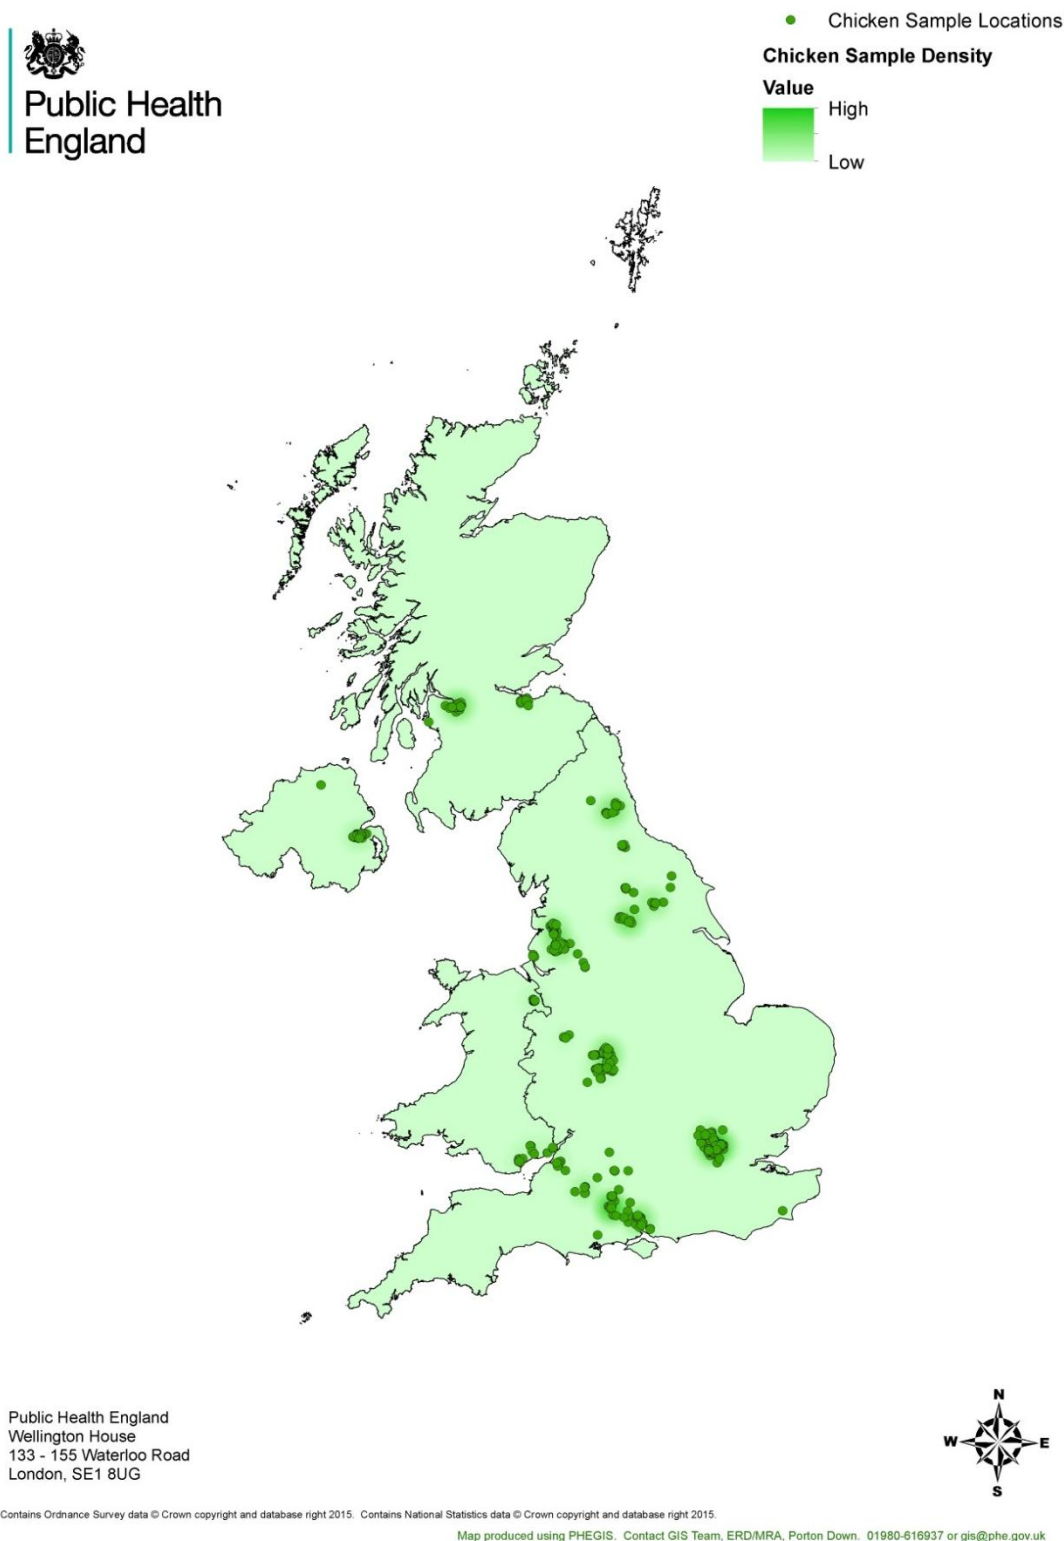 Chicken Sample Locations
Chicken Sample Density
Value
High
Low
Public Health
England
N
W
E
S
Public Health England
Wellington House
133 - 155 Waterloo Road
London, SE1 8UG
Contains Ordnance Survey data © Crown copyright and database right 2015. Contains National Statistics data © Crown copyright and database right 2015.
Map produced using PHEGIS. Contact GIS Team, ERD/MRA, Porton Down. 01980-616937 or gis@phe.gov.uk